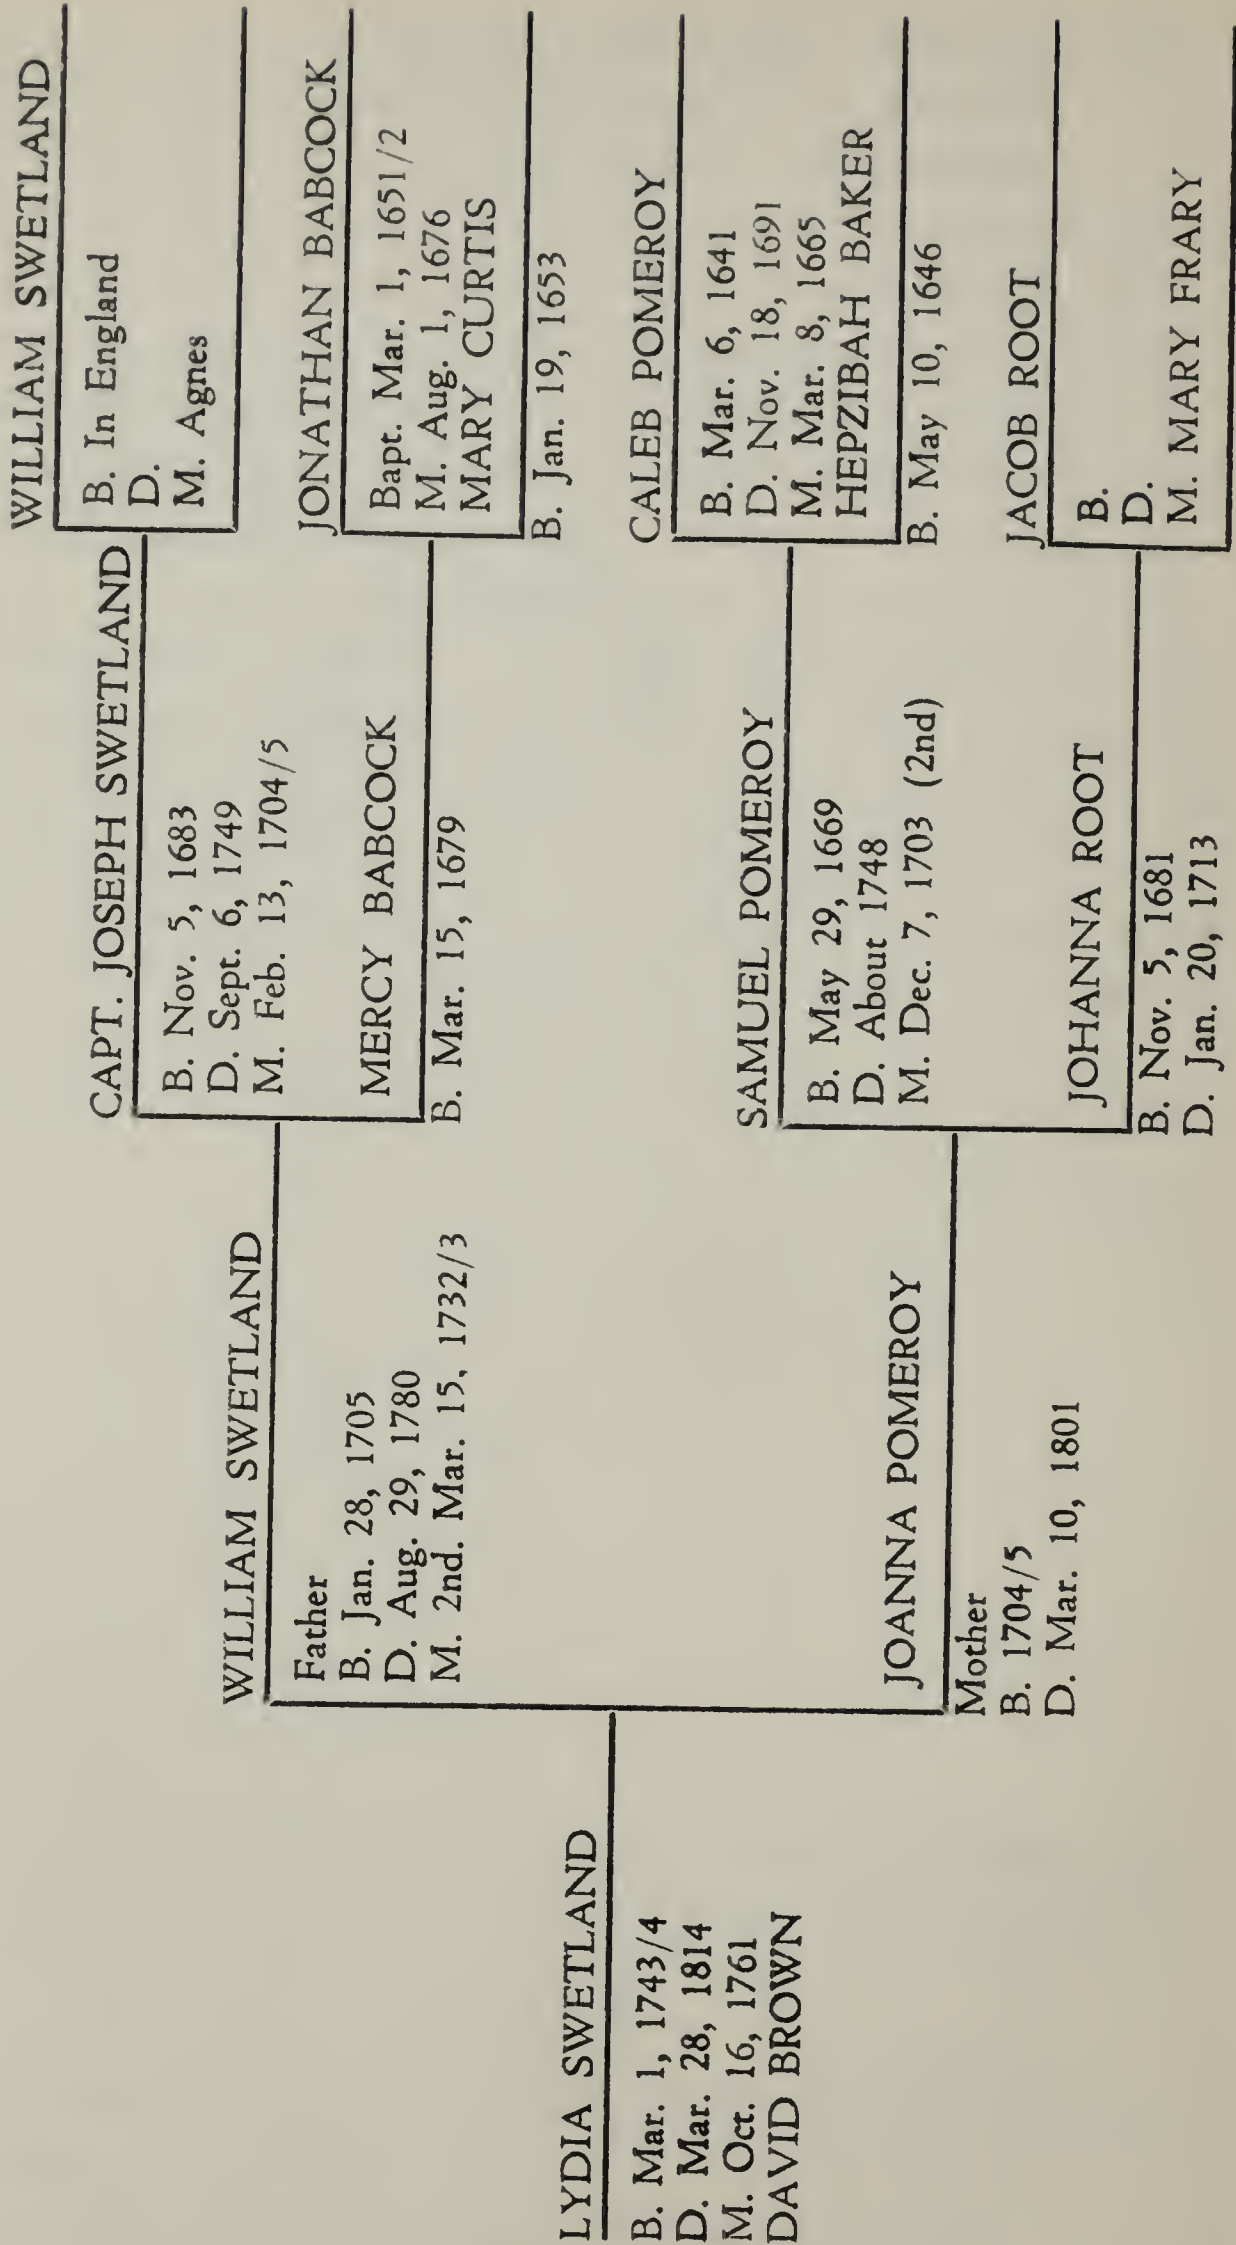 LYDIA SWETLAND
B. Mar. 1, 1743/4
D. Mar. 28, 1814
M. Oct. 16, 1761
DAVID BROWN
WILLIAM SWETLAND
Father
B. Jan. 28, 1705
D. Aug. 29, 1780
M. 2nd. Mar. 15, 1732/3
JOANNA POMEROY
Mother
B. 1704/5
D. Mar. 10, 1801
CAPT. JOSEPH SWETLAND
B. Nov. 5, 1683
D. Sept. 6, 1749
M. Feb. 13, 1704/5
MERCY BABCOCK
B. Mar. 15, 1679
SAMUEL POMEROY
B. May 29, 1669
D. About 1748
M. Dec. 7, 1703 (2nd)
JOHANNA ROOT
B. Nov. 5, 1681
D. Jan. 20, 1713
WILLIAM SWETLAND
B. In England
D.
M. Agnes
JONATHAN BABCOCK
Bapt. Mar. 1, 1651/2
M. Aug. 1, 1676
MARY CURTIS
B. Jan. 19, 1653
CALEB POMEROY
B. Mar. 6, 1641
D. Nov. 18, 1691
M. Mar. 8, 1665
HEPZIBAH BAKER
B. May 10, 1646
JACOB ROOT
B.
D.
M. MARY FRARY